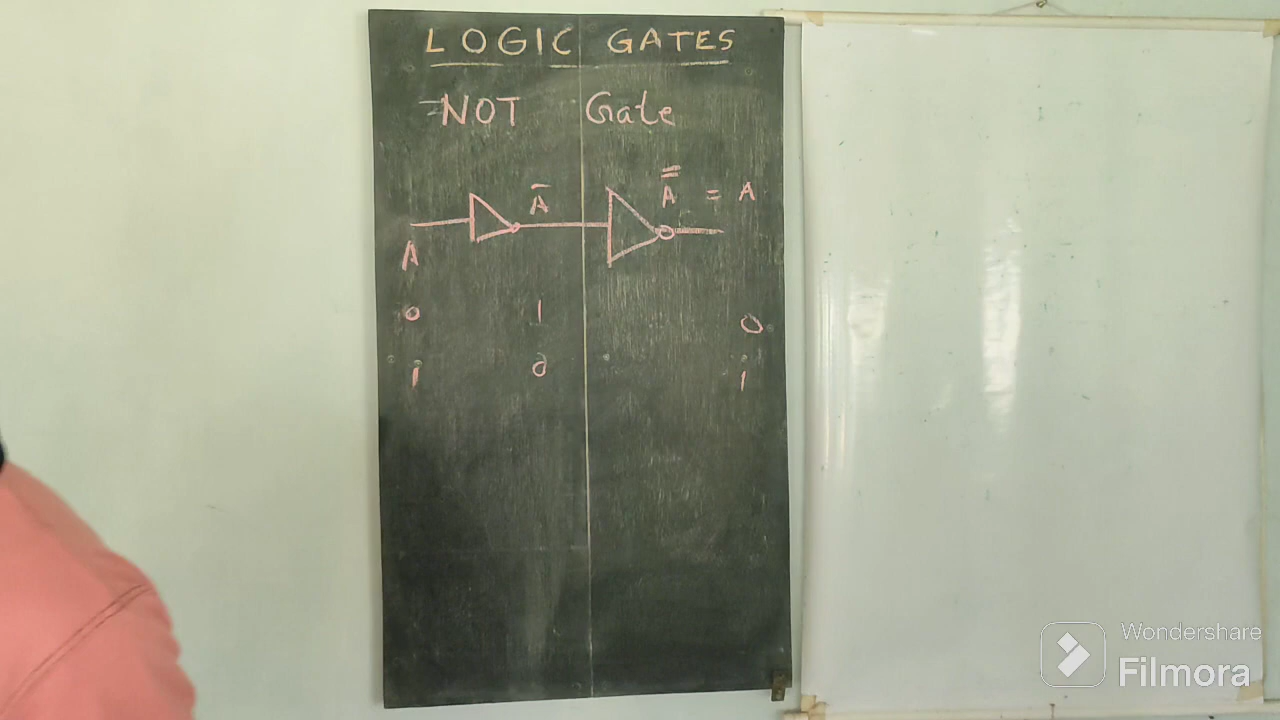 LOGIC GATES
NOT Gate
Ā A̿ = A
A
0 1 0
1 0 1
Wondershare
Filmora